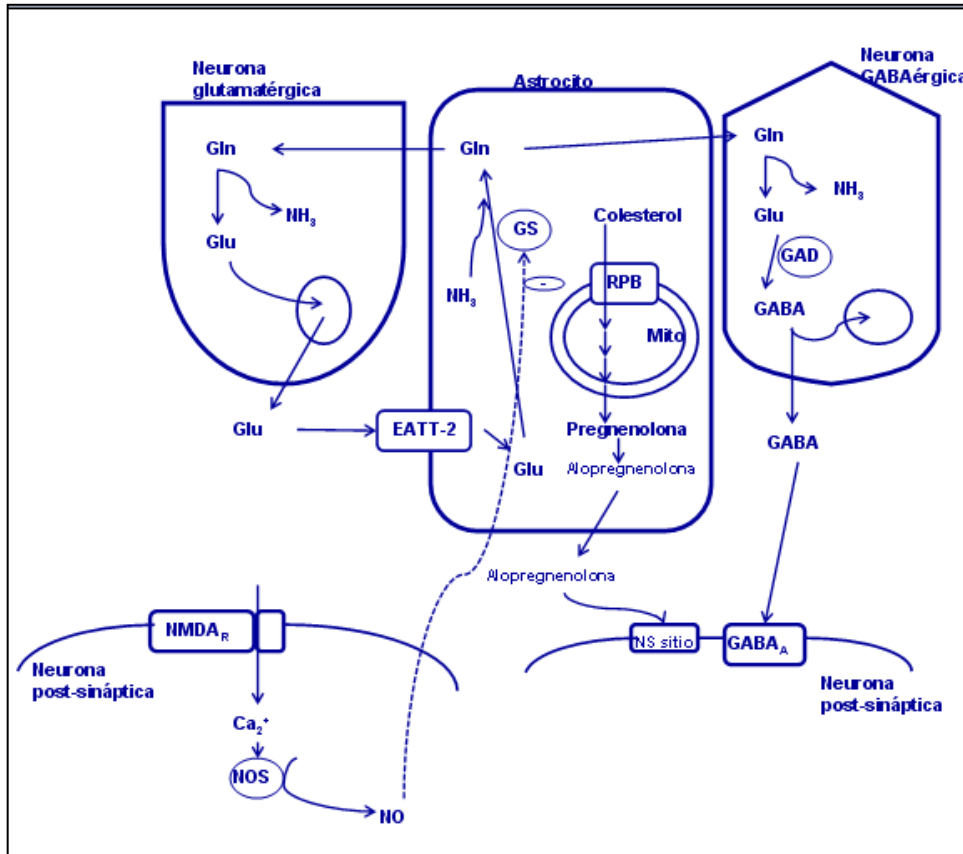 Neurona
glutamatérgica
Astrocito
Neurona
GABAérgica
Gln
NH3
Glu
Gln
GS
NH3
Colesterol
RPB
Mito
Pregnenolona
Alopregnenolona
Gln
NH3
Glu
GAD
GABA
Glu
EATT-2
Glu
GABA
Alopregnenolona
NMDAR
NS sitio
GABAA
Neurona
post-sináptica
Neurona
post-sináptica
Ca2+
NOS
NO
-